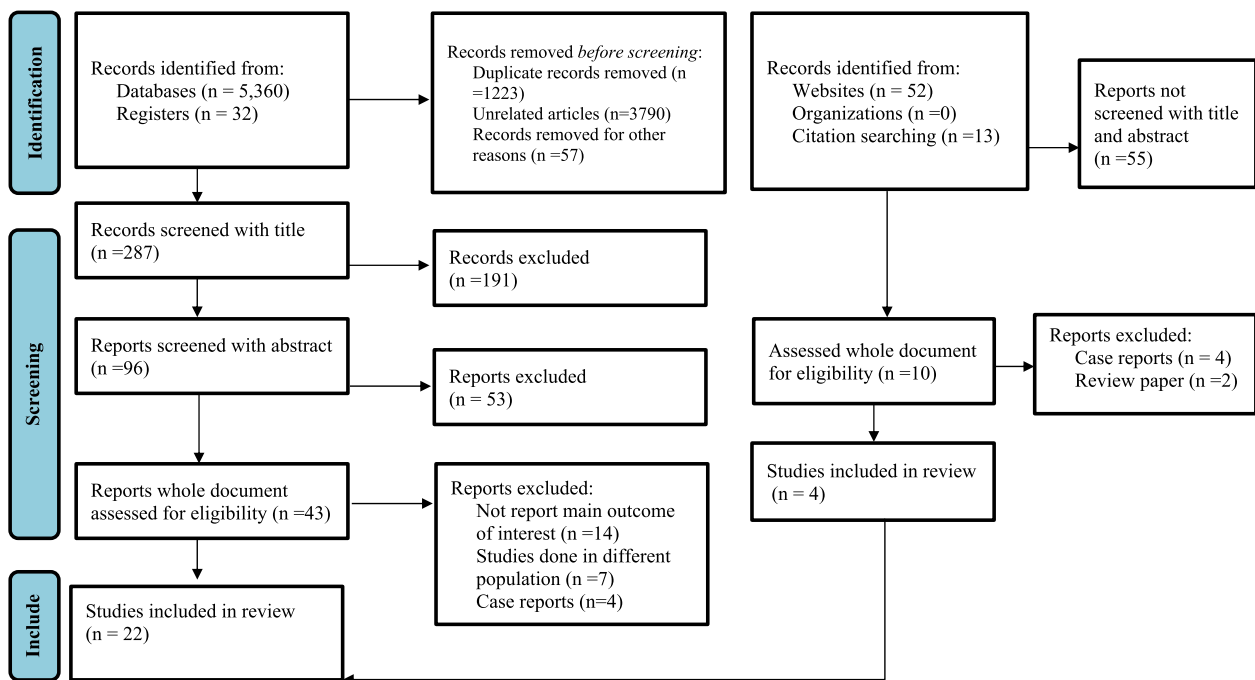 Identification
Records identified from:
Databases (n = 5,360)
Registers (n = 32)
Records removed before screening:
Duplicate records removed (n
=1223)
Unrelated articles (n=3790)
Records removed for other
reasons (n =57)
Records identified from:
Websites (n = 52)
Organizations (n =0)
Citation searching (n =13)
Reports not
screened with title
and abstract
(n =55)
Screening
Records screened with title
(n =287)
Records excluded
(n =191)
Reports screened with abstract
(n =96)
Reports excluded
(n = 53)
Assessed whole document
for eligibility (n =10)
Reports excluded:
Case reports (n = 4)
Review paper (n =2)
Reports whole document
assessed for eligibility (n =43)
Reports excluded:
Not report main outcome
of interest (n =14)
Studies done in different
population (n =7)
Case reports (n=4)
Studies included in review
(n = 4)
Include
Studies included in review
(n = 22)